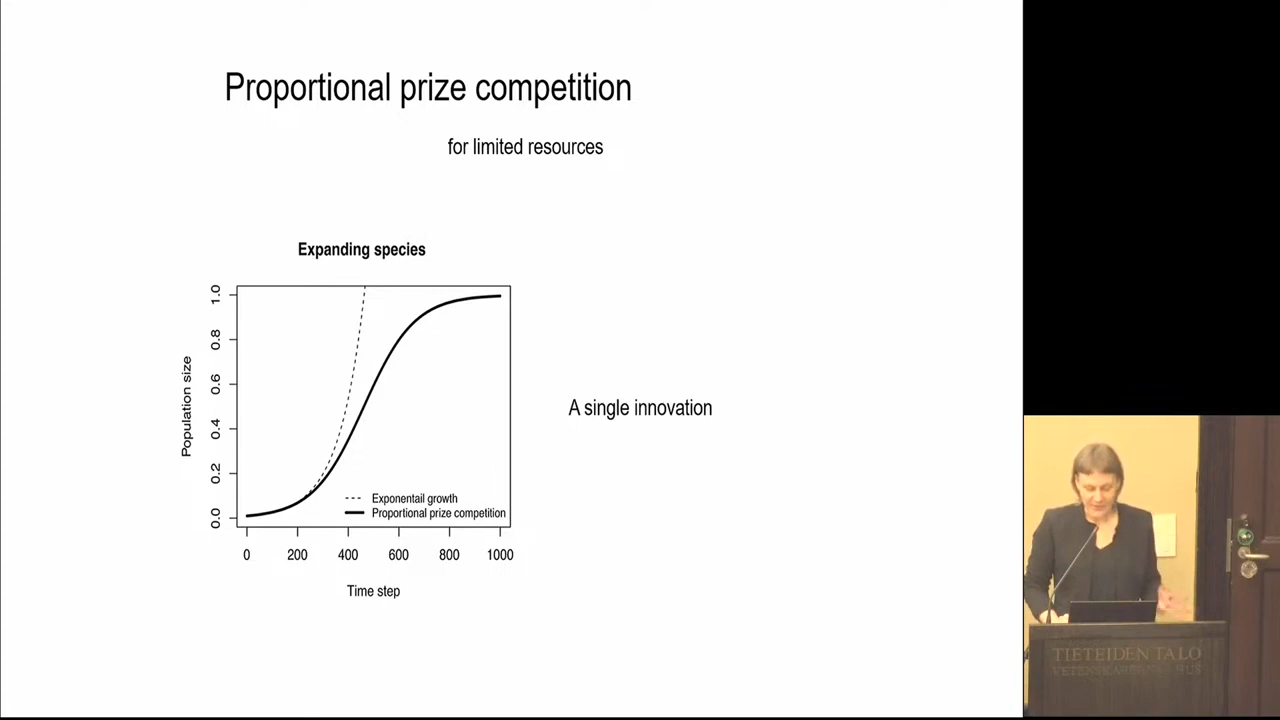 Proportional prize competition
for limited resources
Expanding species
1.0
0.8
0.6
0.4
0.2
0.0
Population size
Exponentail growth
Proportional prize competition
0 200 400 600 800 1000
Time step
A single innovation
TIETEIDEN TALO